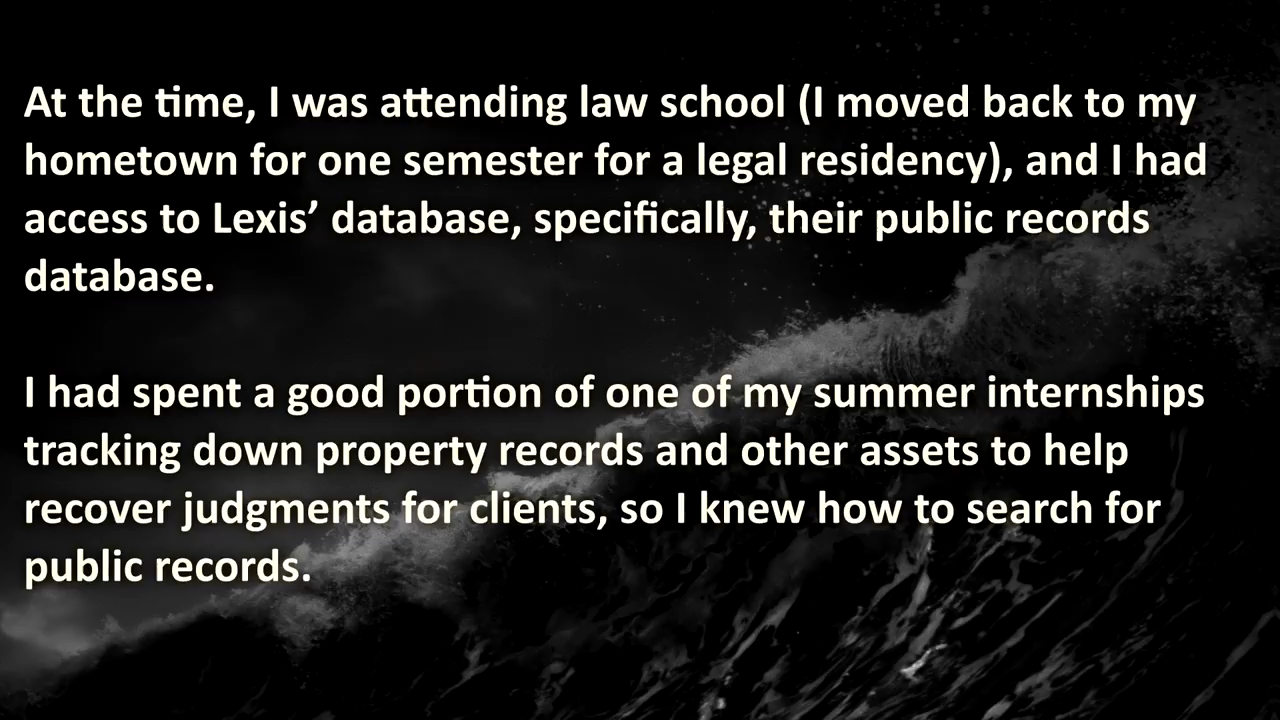 At the time, I was attending law school (I moved back to my
hometown for one semester for a legal residency), and I had
access to Lexis’ database, specifically, their public records
database.
I had spent a good portion of one of my summer internships
tracking down property records and other assets to help
recover judgments for clients, so I knew how to search for
public records.